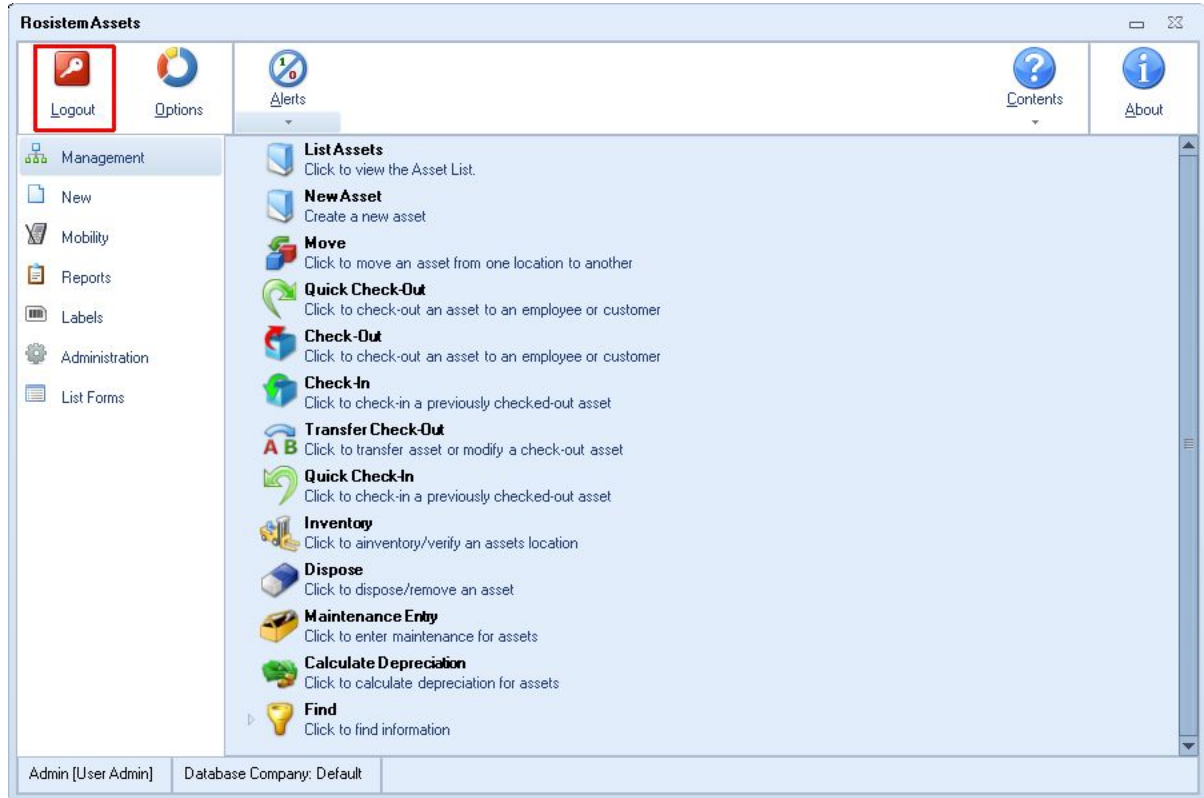 Rosistem Assets
Logout
Options
Alerts
Contents
About
Management
New
Mobility
Reports
Labels
Administration
List Forms
List Assets
Click to view the Asset List.
New Asset
Create a new asset
Move
Click to move an asset from one location to another
Quick Check-Out
Click to check-out an asset to an employee or customer
Check-Out
Click to check-out an asset to an employee or customer
Check-In
Click to check-in a previously checked-out asset
Transfer Check-Out
A B Click to transfer asset or modify a check-out asset
Quick Check-In
Click to check-in a previously checked-out asset
Inventory
Click to ainventory/verify an assets location
Dispose
Click to dispose/remove an asset
Maintenance Entry
Click to enter maintenance for assets
Calculate Depreciation
Click to calculate depreciation for assets
Find
Click to find information
Admin [User Admin] Database Company: Default